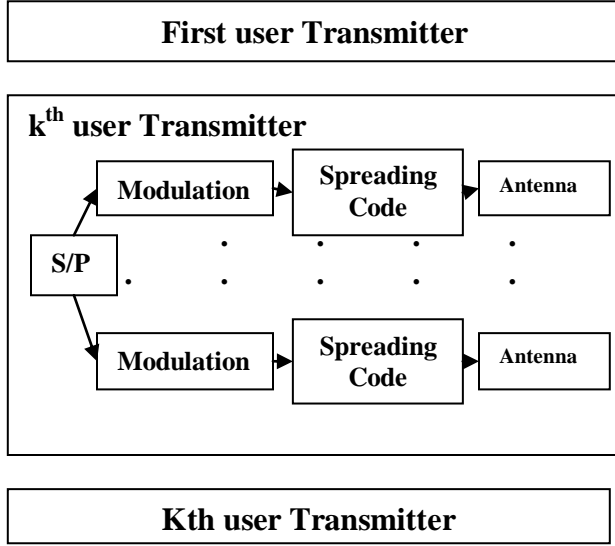 First user Transmitter
kᵗʰ user Transmitter
Modulation
Spreading
Code
Antenna
S/P
Modulation
Spreading
Code
Antenna
Kth user Transmitter